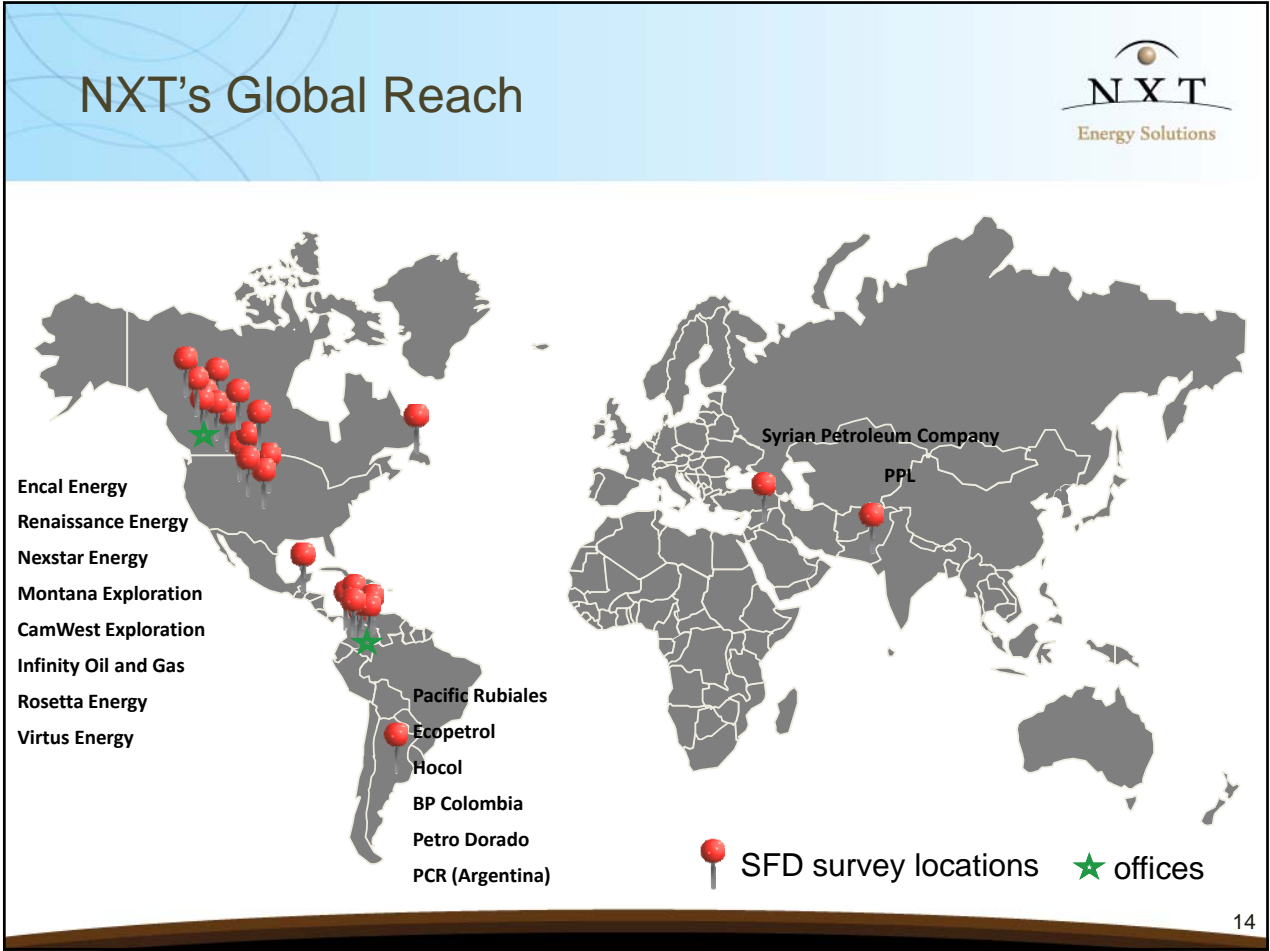 NXT's Global Reach
NXT
Energy Solutions
Syrian Petroleum Company
PPL
Encal Energy
Renaissance Energy
Nexstar Energy
Montana Exploration
CamWest Exploration
Infinity Oil and Gas
Rosetta Energy
Virtus Energy
Pacific Rubiales
Ecopetrol
Hocol
BP Colombia
Petro Dorado
PCR (Argentina)
SFD survey locations
offices
14